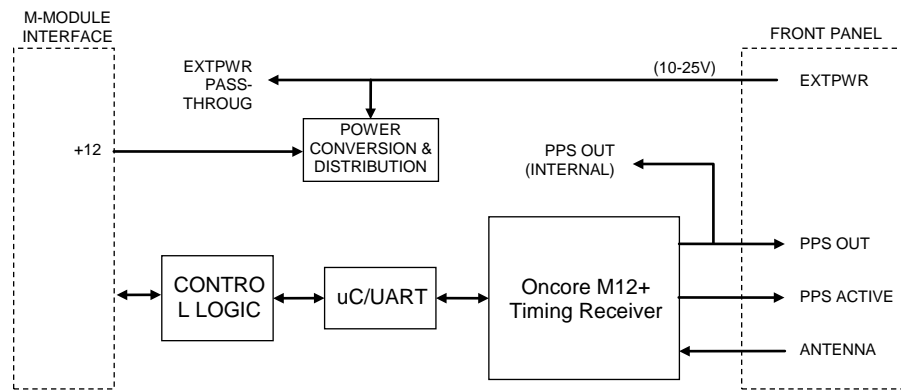 M-MODULE
INTERFACE
FRONT PANEL
EXTPWR
PASS-
THROUG
(10-25V)
EXTPWR
+12
POWER
CONVERSION &
DISTRIBUTION
PPS OUT
(INTERNAL)
PPS OUT
CONTRO
L LOGIC
uC/UART
Oncore M12+
Timing Receiver
PPS ACTIVE
ANTENNA